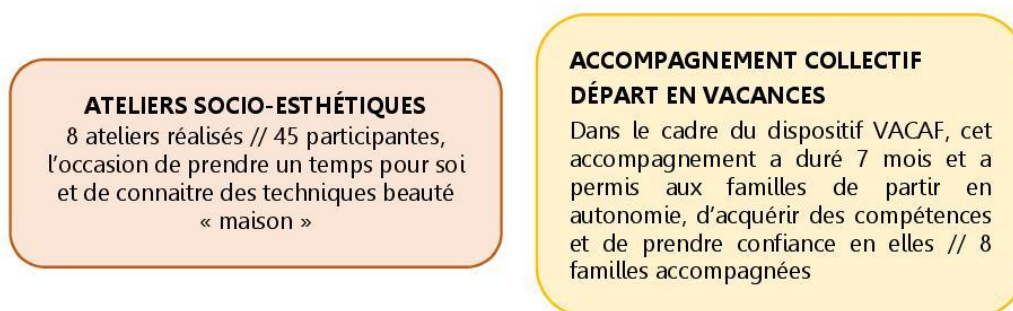 ATELIERS SOCIO-ESTHÉTIQUES
8 ateliers réalisés // 45 participantes,
l'occasion de prendre un temps pour soi
et de connaitre des techniques beauté
« maison »
ACCOMPAGNEMENT COLLECTIF
DÉPART EN VACANCES
Dans le cadre du dispositif VACAF, cet
accompagnement a duré 7 mois et a
permis aux familles de partir en
autonomie, d'acquérir des compétences
et de prendre confiance en elles // 8
familles accompagnées